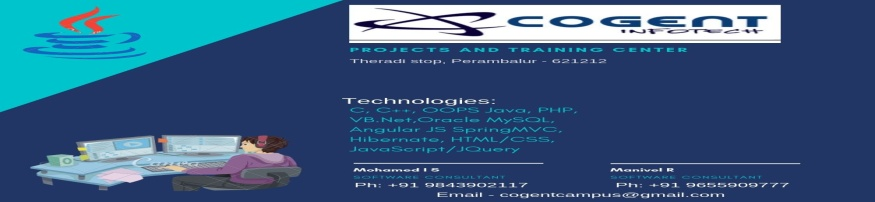 COGENT
INFOTECH
PROJECTS AND TRAINING CENTER
Theradi stop, Perambalur - 621212
Technologies:
C, C++, OOPS Java, PHP,
VB.Net,Oracle MySQL,
Angular JS SpringMVC,
Hibernate, HTML/CSS,
JavaScript/JQuery
Mohamed I S
SOFTWARE CONSULTANT
Ph: +91 9843902117
Manivel R
SOFTWARE CONSULTANT
Ph: +91 9655909777
Email - cogentcampus@gmail.com
Canva